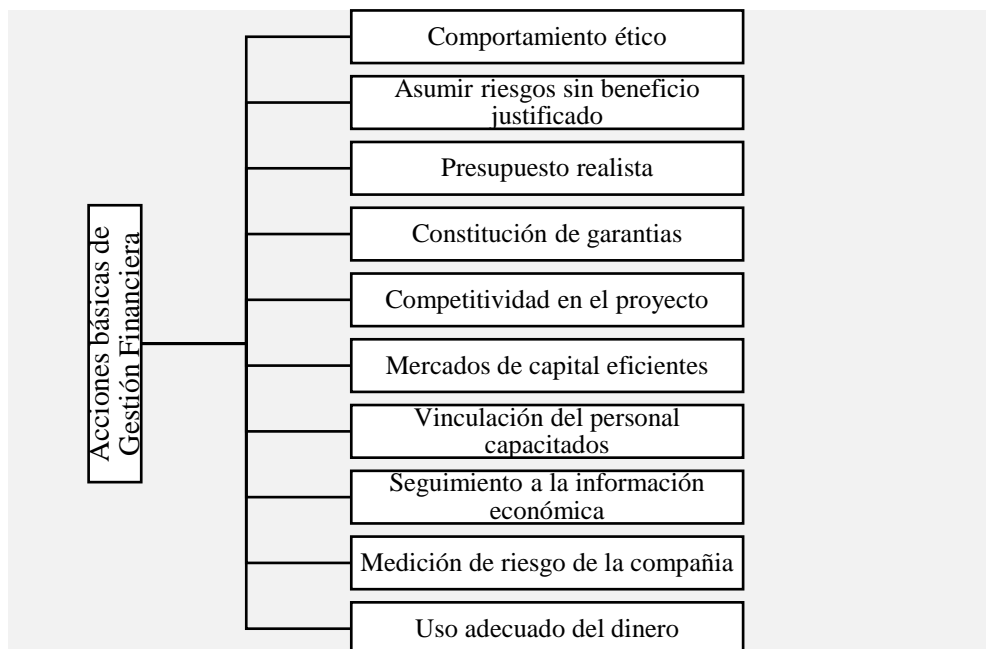 Acciones básicas de
Gestión Financiera
Comportamiento ético
Asumir riesgos sin beneficio
justificado
Presupuesto realista
Constitución de garantias
Competitividad en el proyecto
Mercados de capital eficientes
Vinculación del personal
capacitados
Seguimiento a la información
económica
Medición de riesgo de la compañia
Uso adecuado del dinero